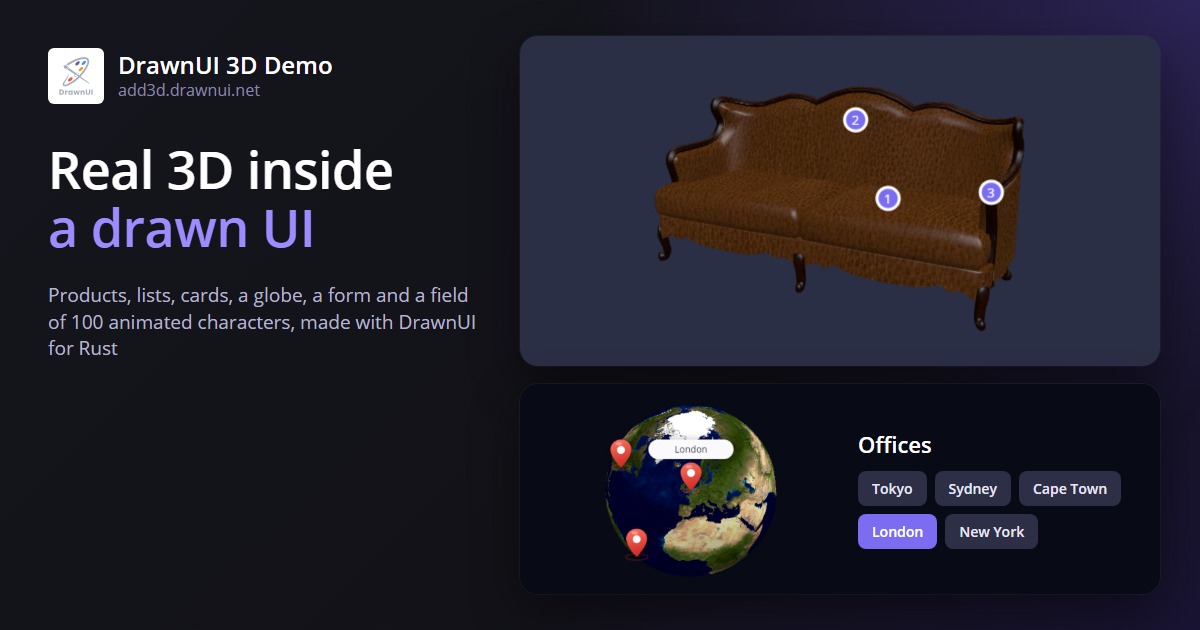 DrawnUI
DrawnUI 3D Demo
add3d.drawnui.net
Real 3D inside
a drawn UI
Products, lists, cards, a globe, a form and a field
of 100 animated characters, made with DrawnUI
for Rust
2
1
3
London
Offices
Tokyo
Sydney
Cape Town
London
New York